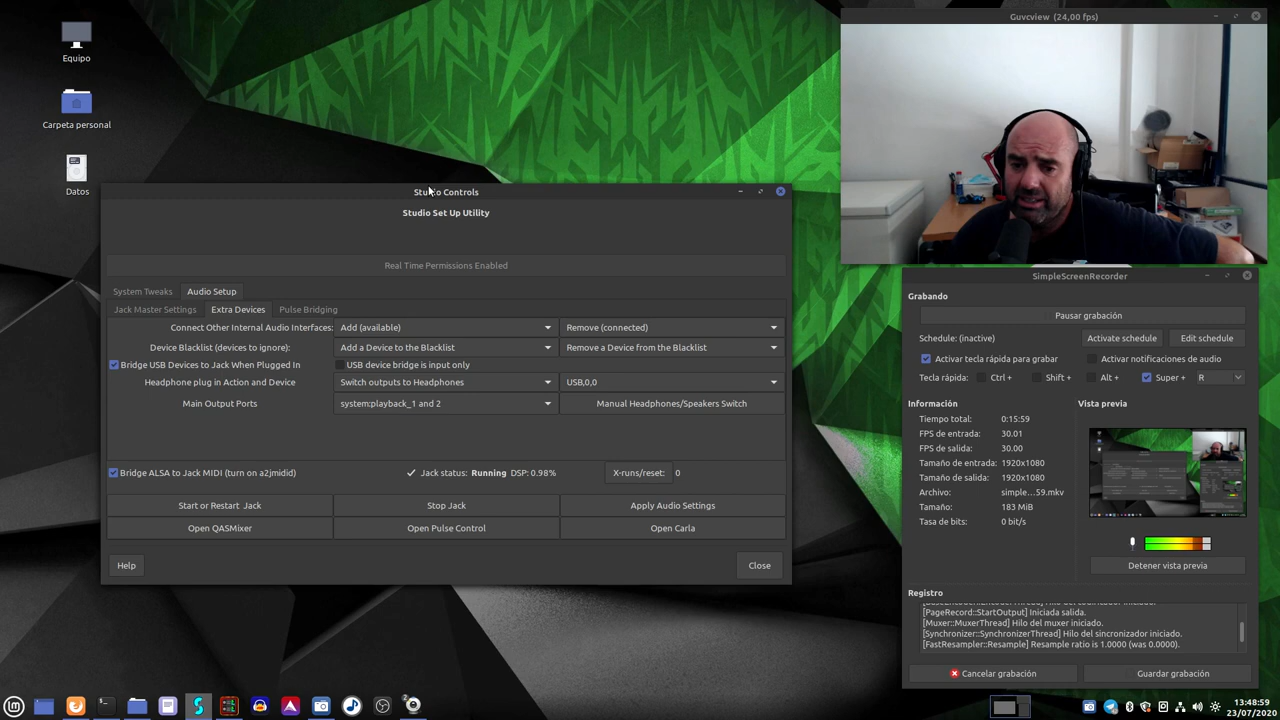 Equipo
Carpeta personal
Datos
Guvcview (24,00 fps)
Studio Controls
Studio Set Up Utility
Real Time Permissions Enabled
System Tweaks Audio Setup
Jack Master Settings Extra Devices Pulse Bridging
Connect Other Internal Audio Interfaces: Add (available) Remove (connected)
Device Blacklist (devices to ignore): Add a Device to the Blacklist Remove a Device from the Blacklist
Bridge USB Devices to Jack When Plugged In USB device bridge is input only
Headphone plug in Action and Device Switch outputs to Headphones USB,0,0
Main Output Ports system:playback_1 and 2 Manual Headphones/Speakers Switch
Bridge ALSA to Jack MIDI (turn on a2jmidid) Jack status: Running DSP: 0.98% X-runs/reset: 0
Start or Restart Jack Stop Jack Apply Audio Settings
Open QASMixer Open Pulse Control Open Carla
Help Close
SimpleScreenRecorder
Grabando
Pausar grabación
Schedule: (inactive) Activate schedule Edit schedule
Activar tecla rápida para grabar Activar notificaciones de audio
Tecla rápida: Ctrl + Shift + Alt + Super + R
Información Vista previa
Tiempo total: 0:15:59
FPS de entrada: 30.01
FPS de salida: 30.00
Tamaño de entrada: 1920x1080
Tamaño de salida: 1920x1080
Archivo: simple...59.mkv
Tamaño: 183 MiB
Tasa de bits: 0 bit/s
Detener vista previa
Registro
[PageRecord::StartOutput] Iniciada salida.
[Muxer::MuxerThread] Hilo del muxer iniciado.
[Synchronizer::SynchronizerThread] Hilo del sincronizador iniciado.
[FastResampler::Resample] Resample ratio is 1.0000 (was 0.0000).
Cancelar grabación Guardar grabación
13:48:59
23/07/2020